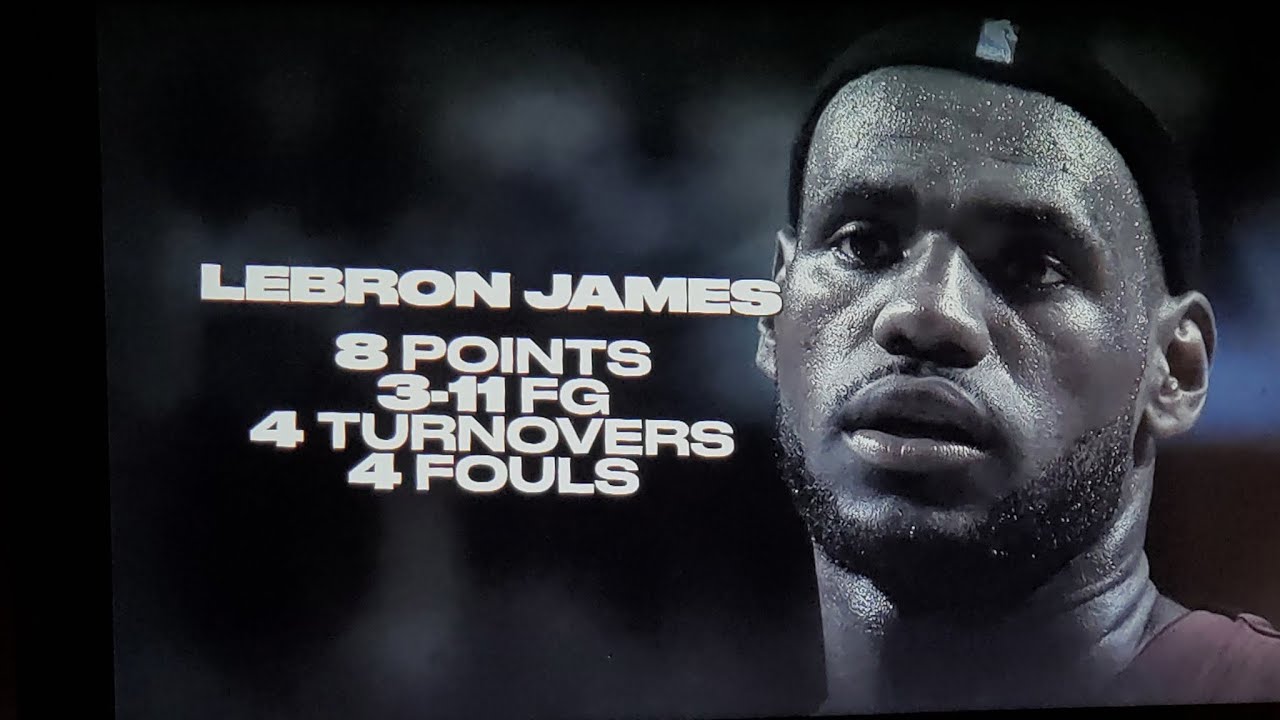 LEBRON JAMES
8 POINTS
3-11 FG
4 TURNOVERS
4 FOULS